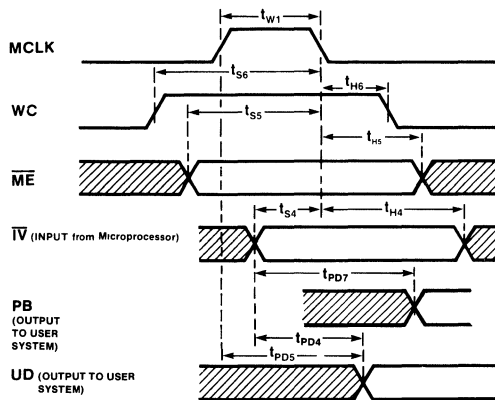 tW1
MCLK
tS6
tH6
WC
tS5
tH5
ME
tS4
tH4
IV (INPUT from Microprocessor)
tPD7
PB
(OUTPUT
TO USER
SYSTEM)
tPD4
tPD5
UD (OUTPUT TO USER
SYSTEM)